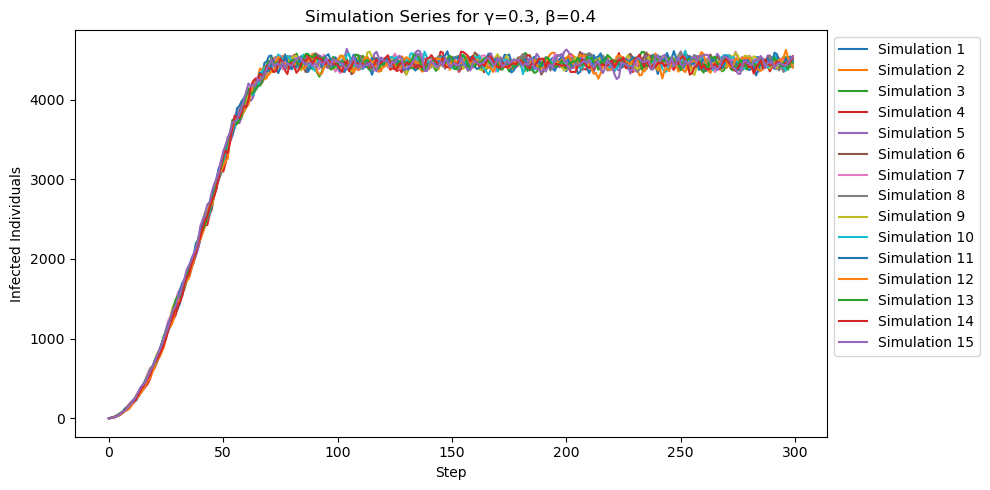 Simulation Series for γ=0.3, β=0.4
Infected Individuals
4000
3000
2000
1000
0
0 50 100 150 200 250 300
Step
Simulation 1
Simulation 2
Simulation 3
Simulation 4
Simulation 5
Simulation 6
Simulation 7
Simulation 8
Simulation 9
Simulation 10
Simulation 11
Simulation 12
Simulation 13
Simulation 14
Simulation 15